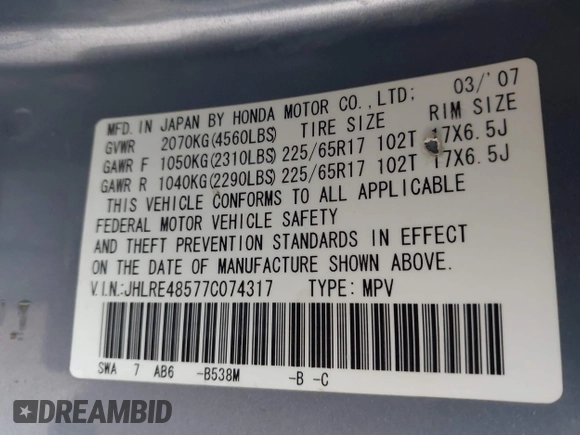 MFD. IN JAPAN BY HONDA MOTOR CO.,LTD; 03/'07
GVWR 2070KG(4560LBS) TIRE SIZE RIM SIZE
GAWR F 1050KG(2310LBS) 225/65R17 102T 17X6.5J
GAWR R 1040KG(2290LBS) 225/65R17 102T 17X6.5J
THIS VEHICLE CONFORMS TO ALL APPLICABLE
FEDERAL MOTOR VEHICLE SAFETY
AND THEFT PREVENTION STANDARDS IN EFFECT
ON THE DATE OF MANUFACTURE SHOWN ABOVE.
V.I.N.:JHLRE48577C074317 TYPE: MPV
SWA 7 AB6 -B538M -B -C
DREAMBID